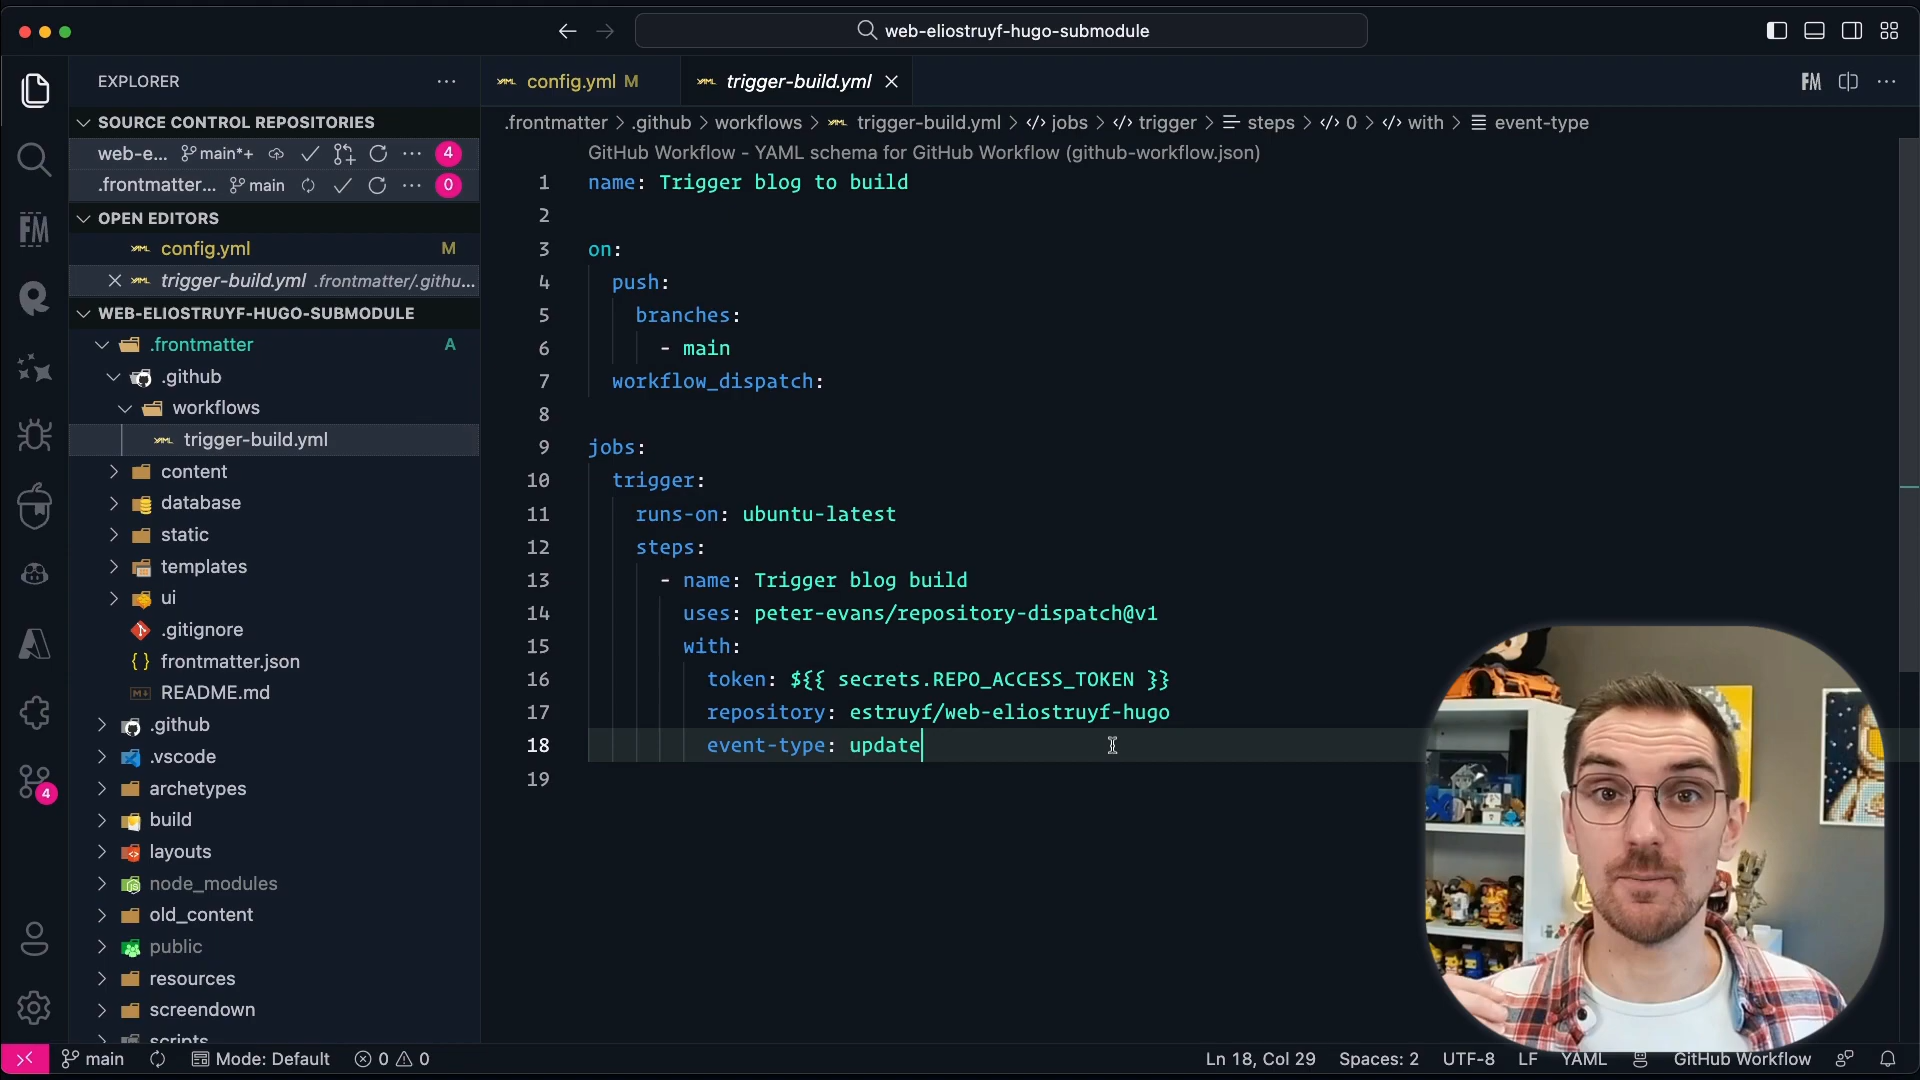 web-eliostruyf-hugo-submodule
EXPLORER
config.yml M
trigger-build.yml
FM
SOURCE CONTROL REPOSITORIES
web-e... main*+ 4
.frontmatter... main 0
OPEN EDITORS
config.yml M
trigger-build.yml .frontmatter/.githu...
WEB-ELIOSTRUYF-HUGO-SUBMODULE
.frontmatter A
.github
workflows
trigger-build.yml
content
database
static
templates
ui
.gitignore
frontmatter.json
README.md
.github
.vscode
archetypes
build
layouts
node_modules
old_content
public
resources
screendown
scripts
FM
4
.frontmatter > .github > workflows > trigger-build.yml > jobs > trigger > steps > 0 > with > event-type
GitHub Workflow - YAML schema for GitHub Workflow (github-workflow.json)
1 name: Trigger blog to build
2
3 on:
4 push:
5 branches:
6 - main
7 workflow_dispatch:
8
9 jobs:
10 trigger:
11 runs-on: ubuntu-latest
12 steps:
13 - name: Trigger blog build
14 uses: peter-evans/repository-dispatch@v1
15 with:
16 token: ${{ secrets.REPO_ACCESS_TOKEN }}
17 repository: estruyf/web-eliostruyf-hugo
18 event-type: update
19
main Mode: Default 0 0 Ln 18, Col 29 Spaces: 2 UTF-8 LF YAML GitHub Workflow